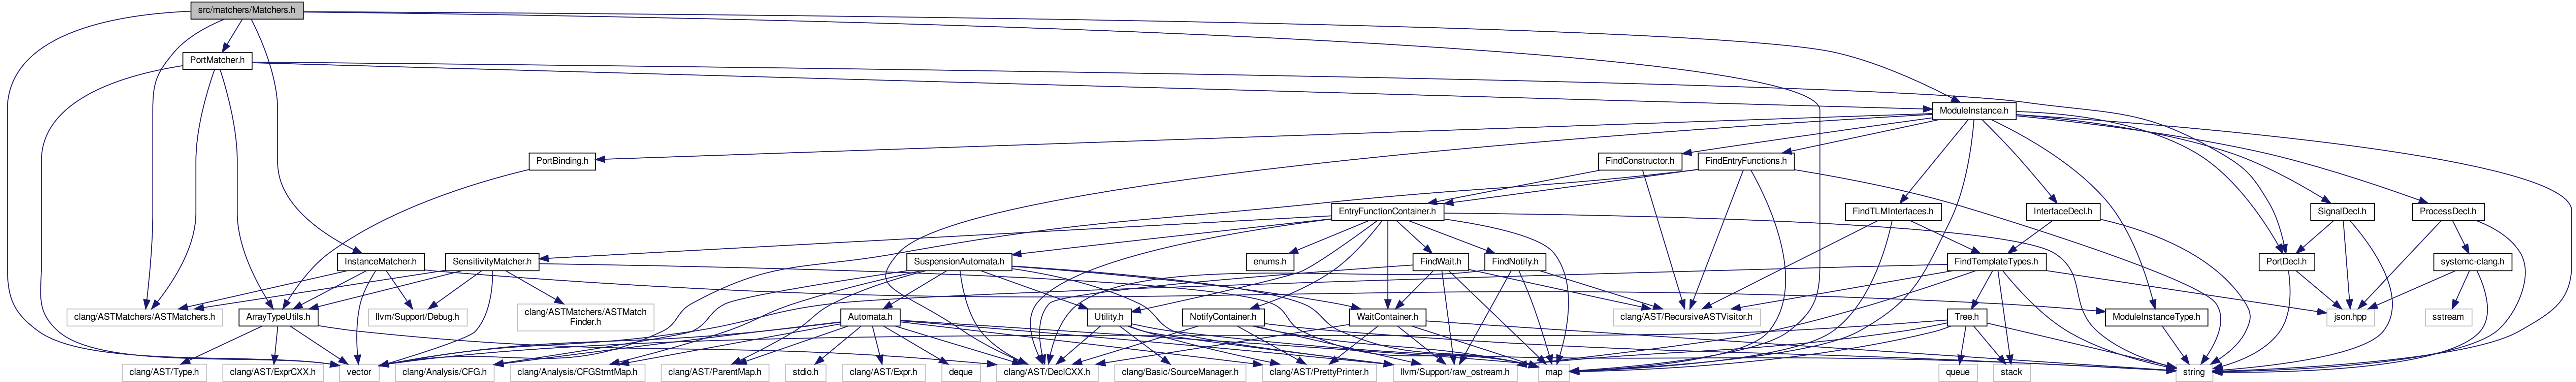 src/matchers/Matchers.h
PortMatcher.h
ModuleInstance.h
PortBinding.h
FindConstructor.h
FindEntryFunctions.h
EntryFunctionContainer.h
FindTLMInterfaces.h
InterfaceDecl.h
SignalDecl.h
ProcessDecl.h
InstanceMatcher.h
SensitivityMatcher.h
SuspensionAutomata.h
enums.h
FindWait.h
FindNotify.h
FindTemplateTypes.h
PortDecl.h
systemc-clang.h
clang/ASTMatchers/ASTMatchers.h
ArrayTypeUtils.h
llvm/Support/Debug.h
clang/ASTMatchers/ASTMatch
Finder.h
Automata.h
Utility.h
NotifyContainer.h
WaitContainer.h
clang/AST/RecursiveASTVisitor.h
Tree.h
ModuleInstanceType.h
json.hpp
sstream
clang/AST/Type.h
clang/AST/ExprCXX.h
vector
clang/Analysis/CFG.h
clang/Analysis/CFGStmtMap.h
clang/AST/ParentMap.h
stdio.h
clang/AST/Expr.h
deque
clang/AST/DeclCXX.h
clang/Basic/SourceManager.h
clang/AST/PrettyPrinter.h
llvm/Support/raw_ostream.h
map
queue
stack
string